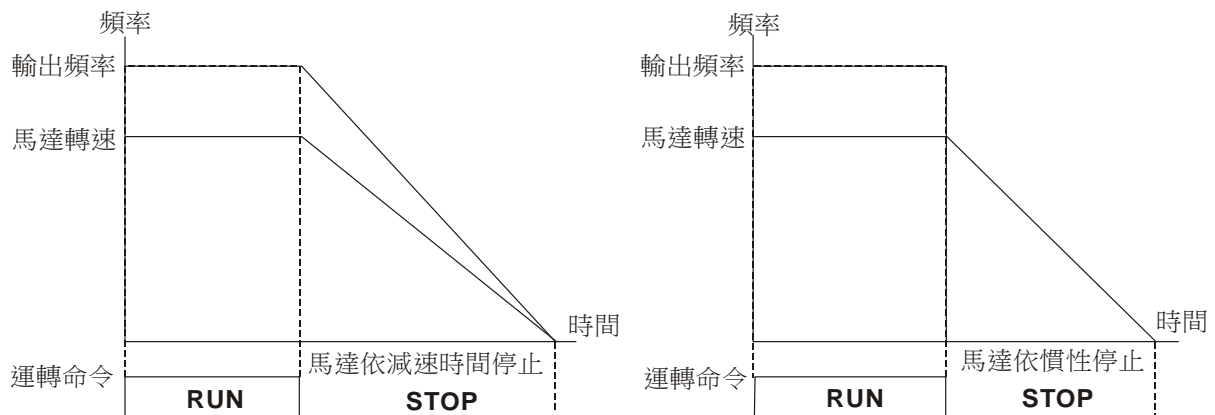 頻率
輸出頻率
馬達轉速
時間
馬達依減速時間停止
運轉命令
RUN STOP
頻率
輸出頻率
馬達轉速
時間
馬達依慣性停止
運轉命令
RUN STOP